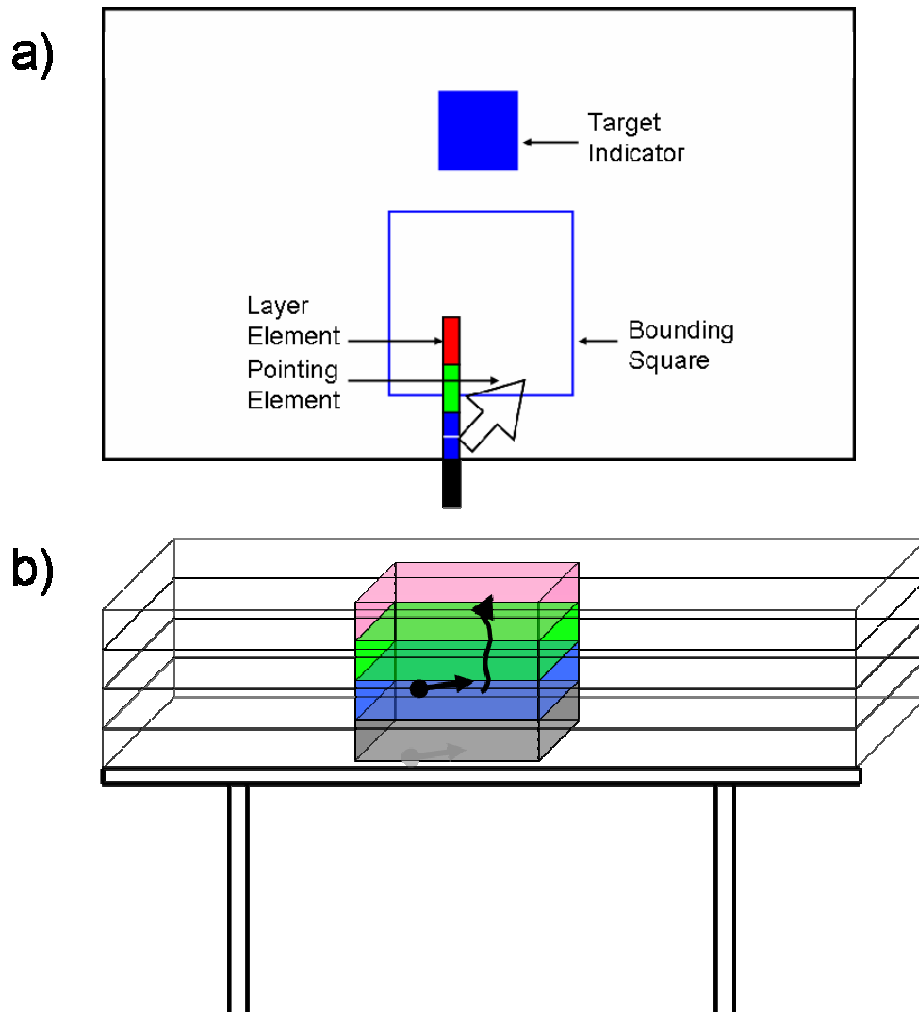 a)
Target
Indicator
Layer
Element
Pointing
Element
Bounding
Square
b)